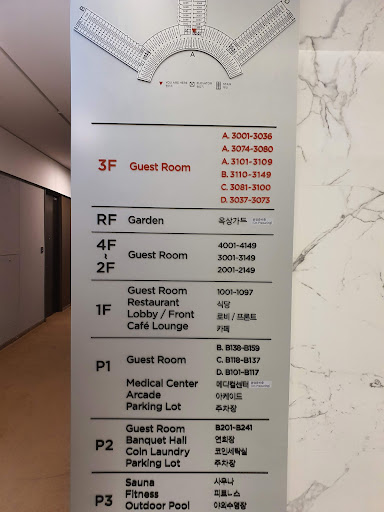 A
3F Guest Room
A. 3001-3036
A. 3074-3080
A. 3101-3109
B. 3110-3149
C. 3081-3100
D. 3037-3073
RF Garden 옥상가든
4F ~ 2F Guest Room
4001-4149
3001-3149
2001-2149
1F
Guest Room 1001-1097
Restaurant 식당
Lobby / Front 로비 / 프론트
Café Lounge 카페
P1
Guest Room
B. B138-B159
C. B118-B137
D. B101-B117
Medical Center 메디컬센터
Arcade 아케이드
Parking Lot 주차장
P2
Guest Room B201-B241
Banquet Hall 연회장
Coin Laundry 코인세탁실
Parking Lot 주차장
P3
Sauna 사우나
Fitness 피트니스
Outdoor Pool 야외수영장